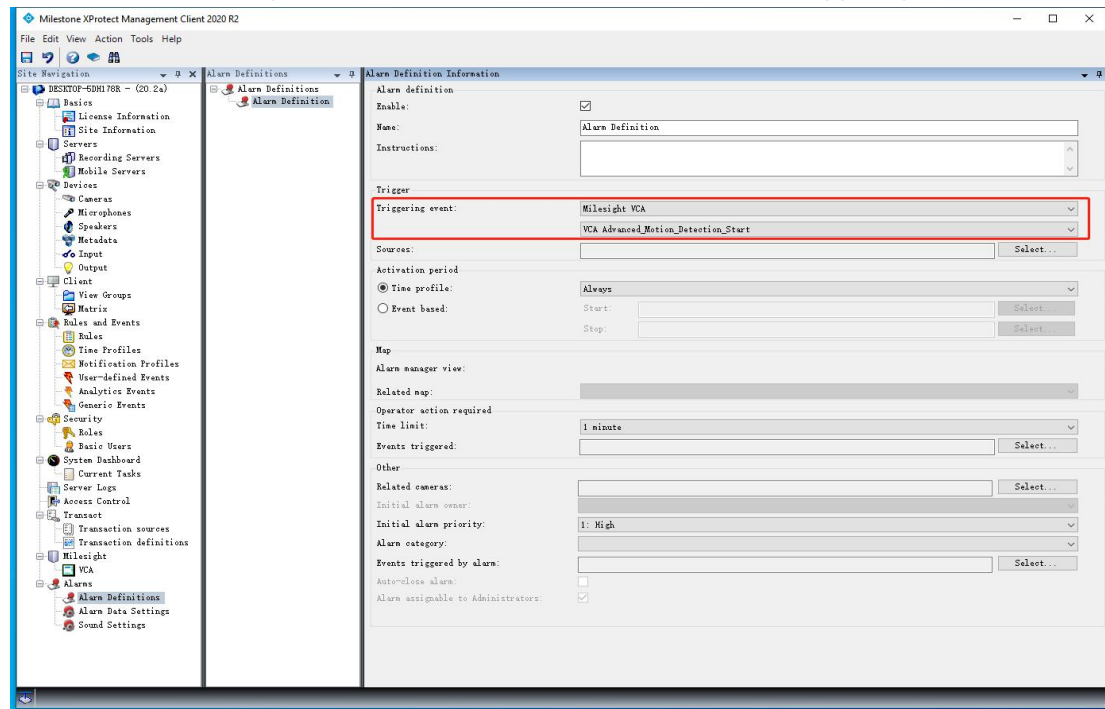 Milestone XProtect Management Client 2020 R2
File Edit View Action Tools Help
Site Navigation
DESKTOP-5DH178R - (20.2a)
Basics
License Information
Site Information
Servers
Recording Servers
Mobile Servers
Devices
Cameras
Microphones
Speakers
Metadata
Input
Output
Client
View Groups
Matrix
Rules and Events
Rules
Time Profiles
Notification Profiles
User-defined Events
Analytics Events
Generic Events
Security
Roles
Basic Users
System Dashboard
Current Tasks
Server Logs
Access Control
Transact
Transaction sources
Transaction definitions
Milesight
VCA
Alarms
Alarm Definitions
Alarm Data Settings
Sound Settings
Alarm Definitions
Alarm Definitions
Alarm Definition
Alarm Definition Information
Alarm definition
Enable:
Name: Alarm Definition
Instructions:
Trigger
Triggering event: Milesight VCA
VCA Advanced_Motion_Detection_Start
Sources: Select...
Activation period
Time profile: Always
Event based: Start: Select...
Stop: Select...
Map
Alarm manager view:
Related map:
Operator action required
Time limit: 1 minute
Events triggered: Select...
Other
Related cameras: Select...
Initial alarm owner:
Initial alarm priority: 1: High
Alarm category:
Events triggered by alarm: Select...
Auto-close alarm:
Alarm assignable to Administrators: